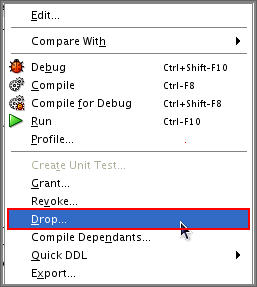 Edit...
Compare With
Debug Ctrl+Shift-F10
Compile Ctrl-F8
Compile for Debug Ctrl+Shift-F8
Run Ctrl-F10
Profile...
Create Unit Test...
Grant...
Revoke...
Drop...
Compile Dependants...
Quick DDL
Export...